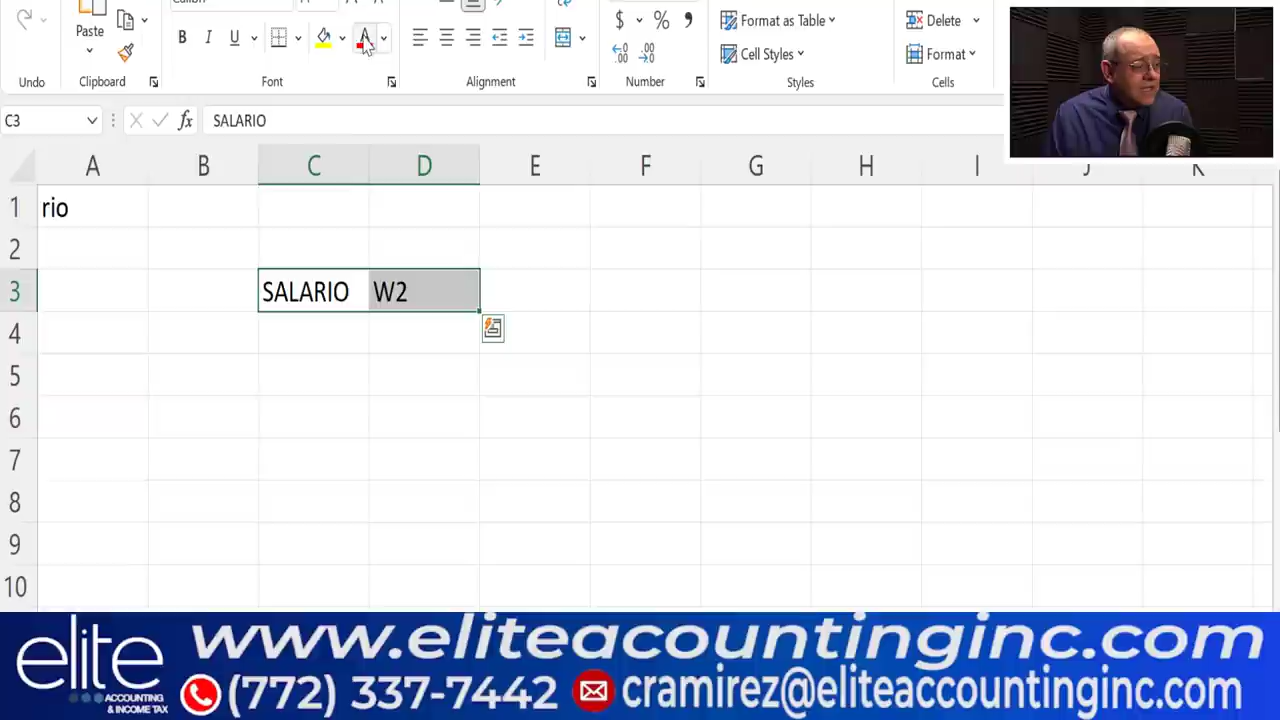 Calibri
Paste
B I U
A
$ % ,
Format as Table
Delete
Cell Styles
Format
Undo
Clipboard
Font
Alignment
Number
Styles
Cells
C3
fx
SALARIO
A B C D E F G H I J K
1 rio
2
3 SALARIO W2
4
5
6
7
8
9
10
elite
ACCOUNTING
& INCOME TAX
www.eliteacountinginc.com
(772) 337-7442
cramirez@eliteaccountinginc.com